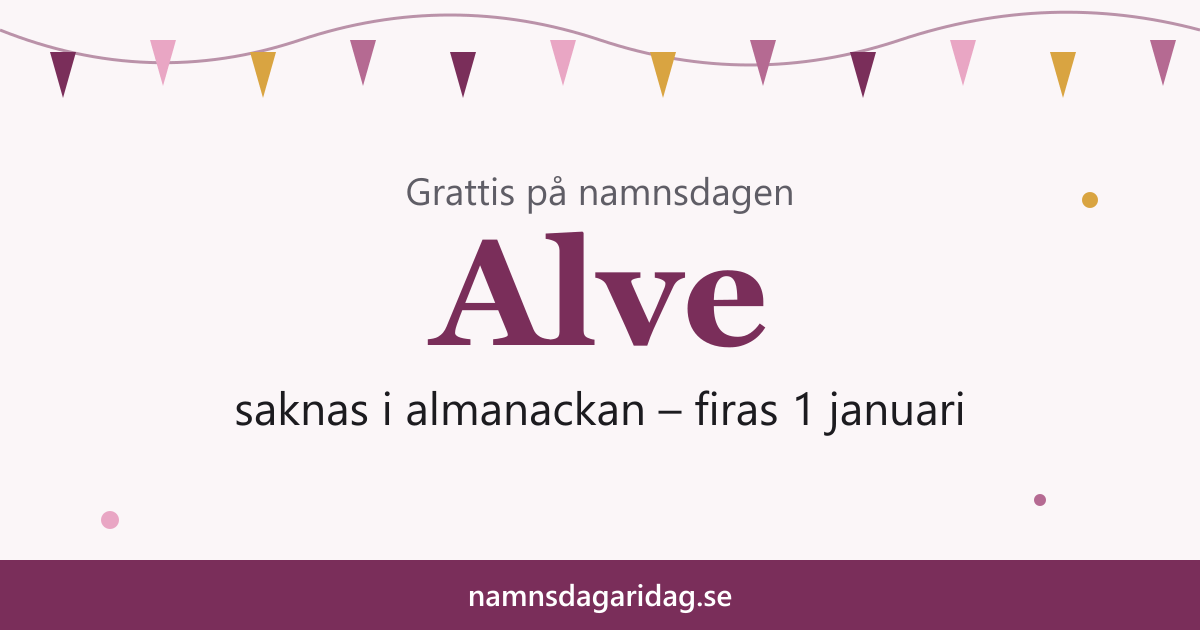 Grattis på namnsdagen
Alve
saknas i almanackan – firas 1 januari
namnsdagaridag.se